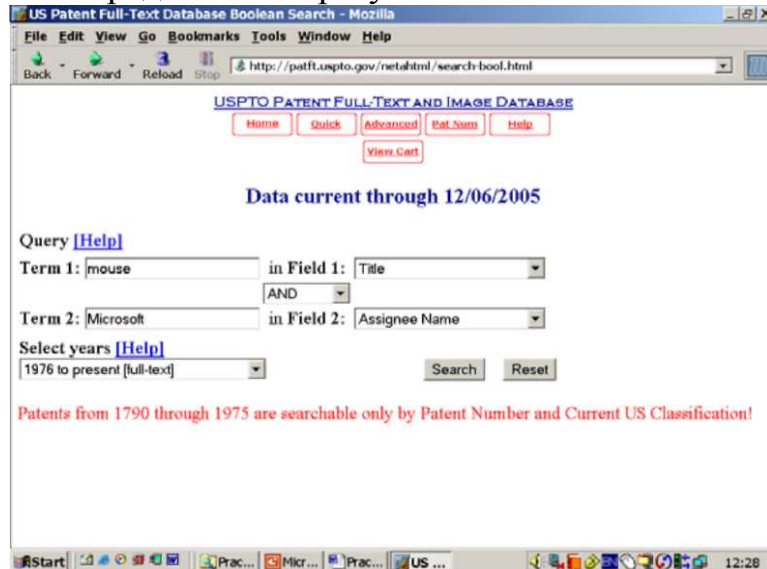 US Patent Full-Text Database Boolean Search - Mozilla
File Edit View Go Bookmarks Tools Window Help
Back Forward Reload Stop http://patft.uspto.gov/netahtml/search-bool.html
USPTO PATENT FULL-TEXT AND IMAGE DATABASE
Home Quick Advanced Pat Num Help
View Cart
Data current through 12/06/2005
Query [Help]
Term 1: mouse in Field 1: Title
AND
Term 2: Microsoft in Field 2: Assignee Name
Select years [Help]
1976 to present [full-text] Search Reset
Patents from 1790 through 1975 are searchable only by Patent Number and Current US Classification!
Start Prac... Micr... Prac... US ... 12:28